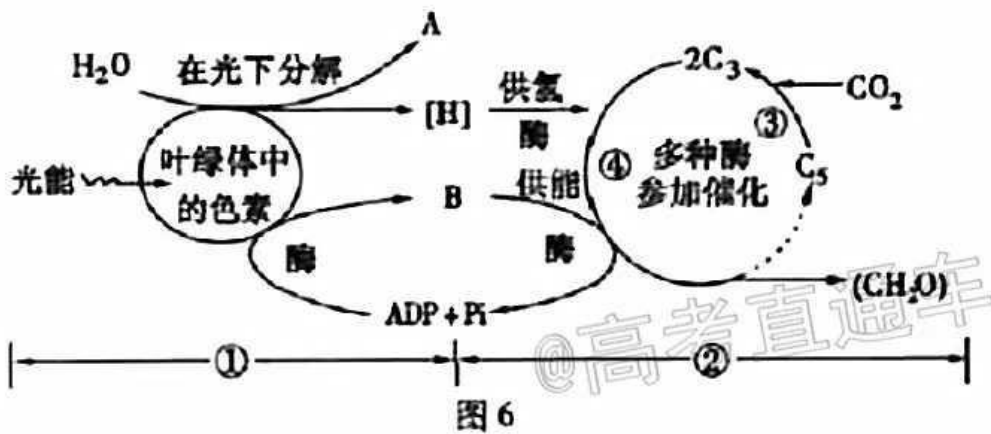 A
H₂O 在光下分解
[H] 供氢 2C₃ CO₂
酶 ③
光能 叶绿体中的色素 B 供能 ④ 多种酶参加催化 C₅
酶 酶
ADP+Pi (CH₂O)
① ②
图 6
@高考直通车